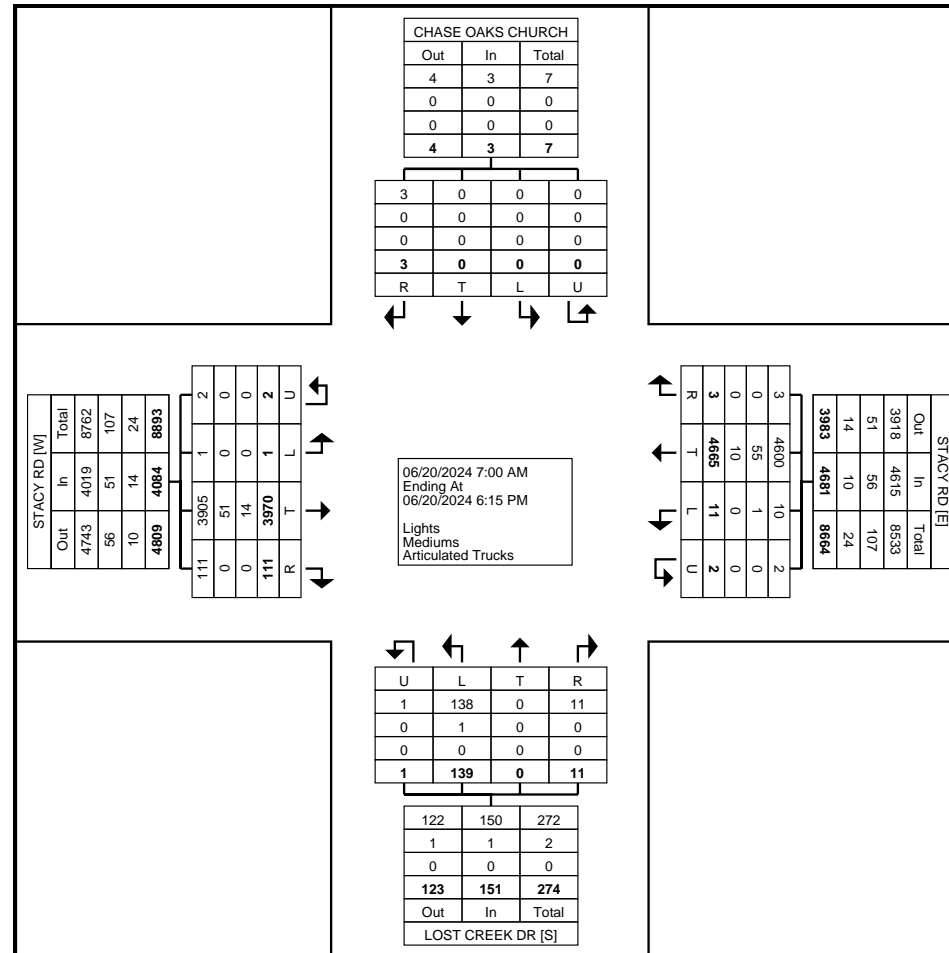 CHASE OAKS CHURCH
Out In Total
4 3 7
0 0 0
0 0 0
4 3 7
3 0 0 0
0 0 0 0
0 0 0 0
3 0 0 0
R T L U
STACY RD [W]
Total In Out
8762 4019 4743
107 51 56
24 14 10
8893 4084 4809
2 1 3905 111
0 0 51 0
0 0 14 0
2 1 3970 111
U L T R
06/20/2024 7:00 AM
Ending At
06/20/2024 6:15 PM
Lights
Mediums
Articulated Trucks
STACY RD [E]
Out In Total
3918 4615 8533
51 56 107
14 10 24
3983 4681 8664
3 4600 10 2
0 55 1 0
0 10 0 0
3 4665 11 2
R T L U
U L T R
1 138 0 11
0 1 0 0
0 0 0 0
1 139 0 11
122 150 272
1 1 2
0 0 0
123 151 274
Out In Total
LOST CREEK DR [S]